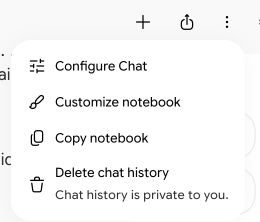 Configure Chat
Customize notebook
Copy notebook
Delete chat history
Chat history is private to you.